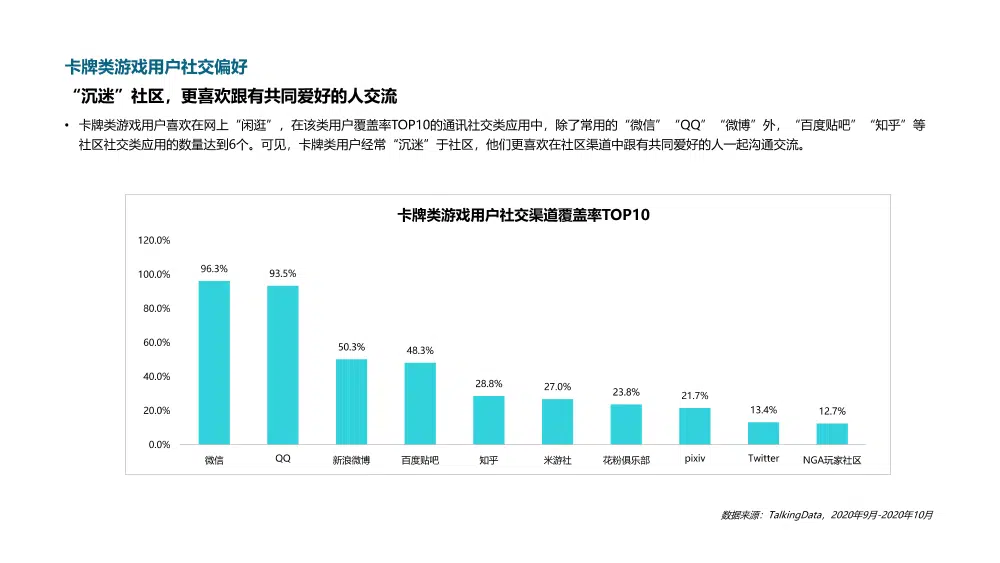 卡牌类游戏用户社交偏好
“沉迷”社区，更喜欢跟有共同爱好的人交流
• 卡牌类游戏用户喜欢在网上“闲逛”，在该类用户覆盖率TOP10的通讯社交类应用中，除了常用的“微信”“QQ”“微博”外，“百度贴吧”“知乎”等
社区社交类应用的数量达到6个。可见，卡牌类用户经常“沉迷”于社区，他们更喜欢在社区渠道中跟有共同爱好的人一起沟通交流。
卡牌类游戏用户社交渠道覆盖率TOP10
120.0%
100.0%
80.0%
60.0%
40.0%
20.0%
0.0%
96.3%
93.5%
50.3%
48.3%
28.8%
27.0%
23.8%
21.7%
13.4%
12.7%
微信
QQ
新浪微博
百度贴吧
知乎
米游社
花粉俱乐部
pixiv
Twitter
NGA玩家社区
数据来源：TalkingData，2020年9月-2020年10月